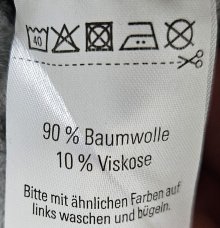 40
90 % Baumwolle
10 % Viskose
Bitte mit ähnlichen Farben auf
links waschen und bügeln.